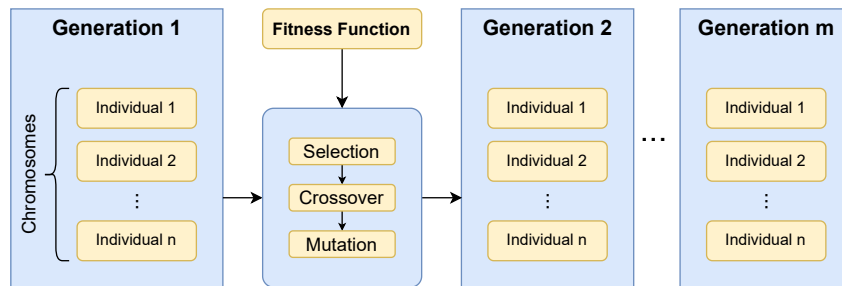 Generation 1
Chromosomes
Individual 1
Individual 2
⋮
Individual n
Fitness Function
Selection
Crossover
Mutation
Generation 2
Individual 1
Individual 2
⋮
Individual n
...
Generation m
Individual 1
Individual 2
⋮
Individual n